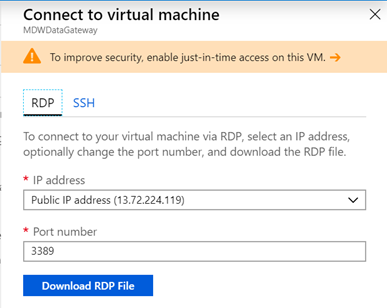 Connect to virtual machine
MDWDataGateway
To improve security, enable just-in-time access on this VM. →
RDP SSH
To connect to your virtual machine via RDP, select an IP address,
optionally change the port number, and download the RDP file.
* IP address
Public IP address (13.72.224.119)
* Port number
3389
Download RDP File